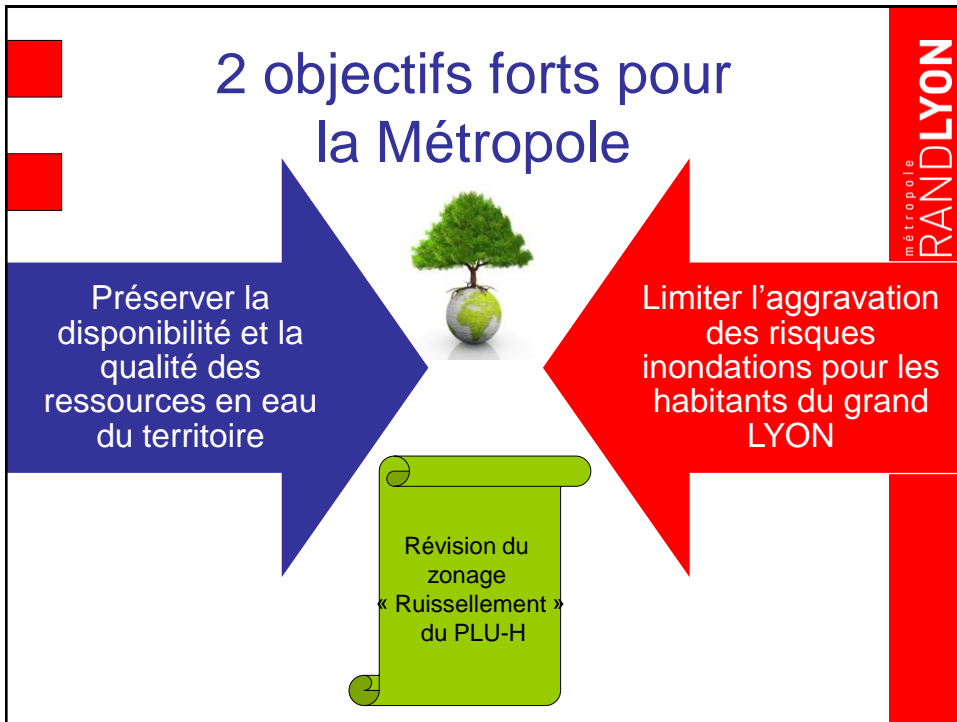 2 objectifs forts pour
la Métropole
métropole
RANDLYON
Préserver la
disponibilité et la
qualité des
ressources en eau
du territoire
Limiter l’aggravation
des risques
inondations pour les
habitants du grand
LYON
Révision du
zonage
« Ruissellement »
du PLU-H